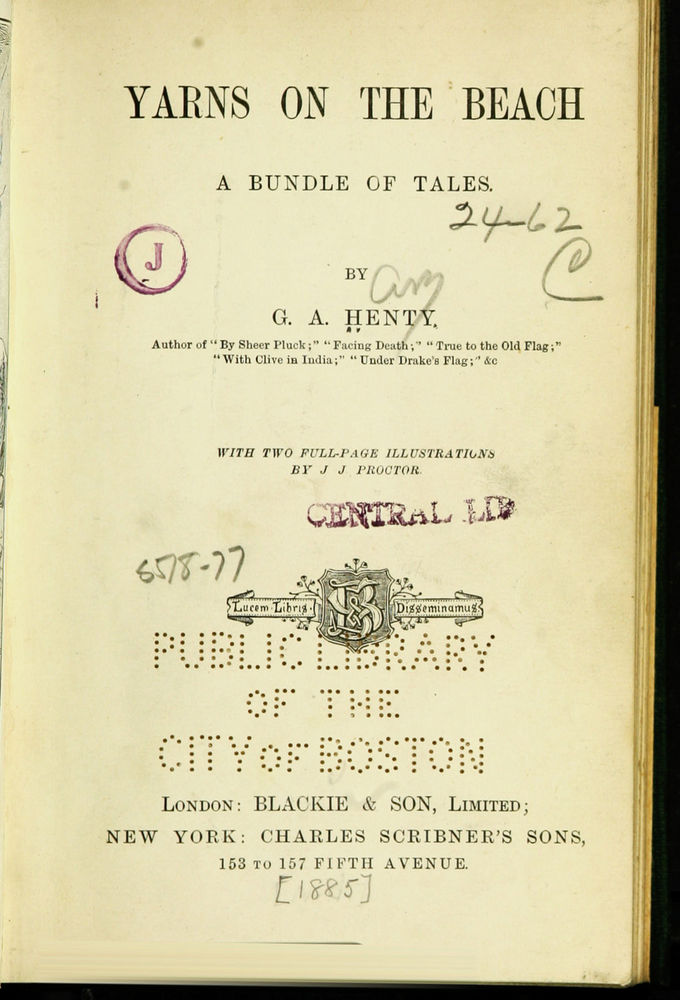 YARNS ON THE BEACH
A BUNDLE OF TALES.
24-62
C
J
BY
G. A. HENTY,
Author of "By Sheer Pluck;" "Facing Death;" "True to the Old Flag;"
"With Clive in India;" "Under Drake's Flag;" &c
WITH TWO FULL-PAGE ILLUSTRATIONS
BY J J PROCTOR.
CENTRAL LIB
6578-77
Lucem Libris Disseminamus
PUBLIC LIBRARY
OF THE
CITY OF BOSTON
LONDON: BLACKIE & SON, LIMITED;
NEW YORK: CHARLES SCRIBNER'S SONS,
153 TO 157 FIFTH AVENUE.
[1885]